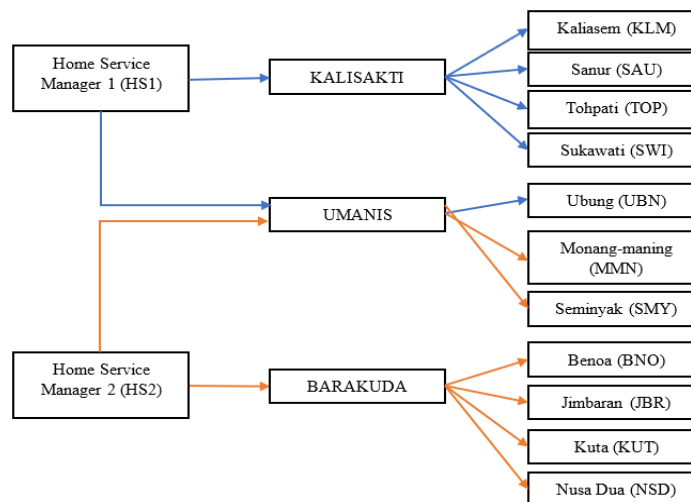 Home Service
Manager 1 (HS1)
KALISAKTI
Kaliasem (KLM)
Sanur (SAU)
Tohpati (TOP)
Sukawati (SWI)
UMANIS
Ubung (UBN)
Monang-maning
(MMN)
Seminyak (SMY)
Home Service
Manager 2 (HS2)
BARAKUDA
Benoa (BNO)
Jimbaran (JBR)
Kuta (KUT)
Nusa Dua (NSD)